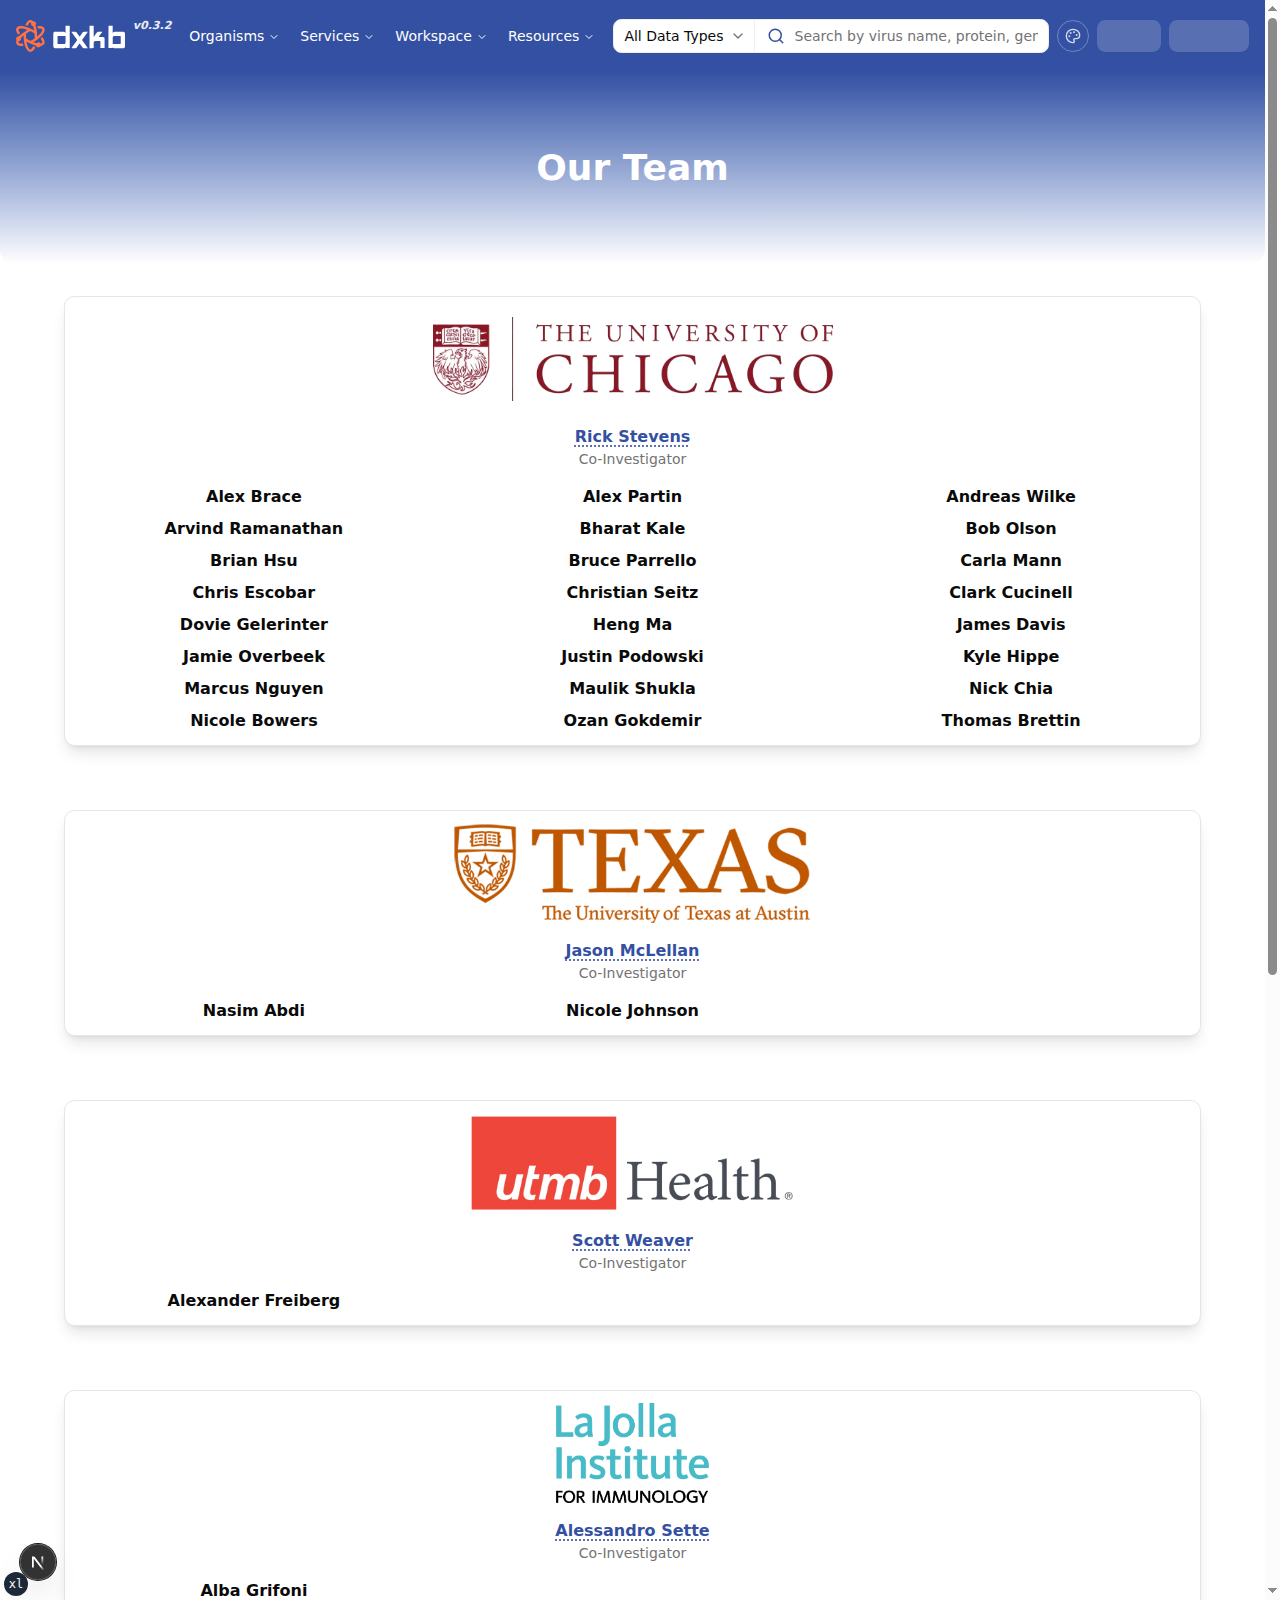 dxkb v0.3.2 Organisms Services Workspace Resources All Data Types Search by virus name, protein, ger
Our Team
THE UNIVERSITY OF
CHICAGO
Rick Stevens
Co-Investigator
Alex Brace Alex Partin Andreas Wilke
Arvind Ramanathan Bharat Kale Bob Olson
Brian Hsu Bruce Parrello Carla Mann
Chris Escobar Christian Seitz Clark Cucinell
Dovie Gelerinter Heng Ma James Davis
Jamie Overbeek Justin Podowski Kyle Hippe
Marcus Nguyen Maulik Shukla Nick Chia
Nicole Bowers Ozan Gokdemir Thomas Brettin
TEXAS
The University of Texas at Austin
Jason McLellan
Co-Investigator
Nasim Abdi Nicole Johnson
utmb Health®
Scott Weaver
Co-Investigator
Alexander Freiberg
La Jolla
Institute
FOR IMMUNOLOGY
Alessandro Sette
Co-Investigator
N
xl
Alba Grifoni